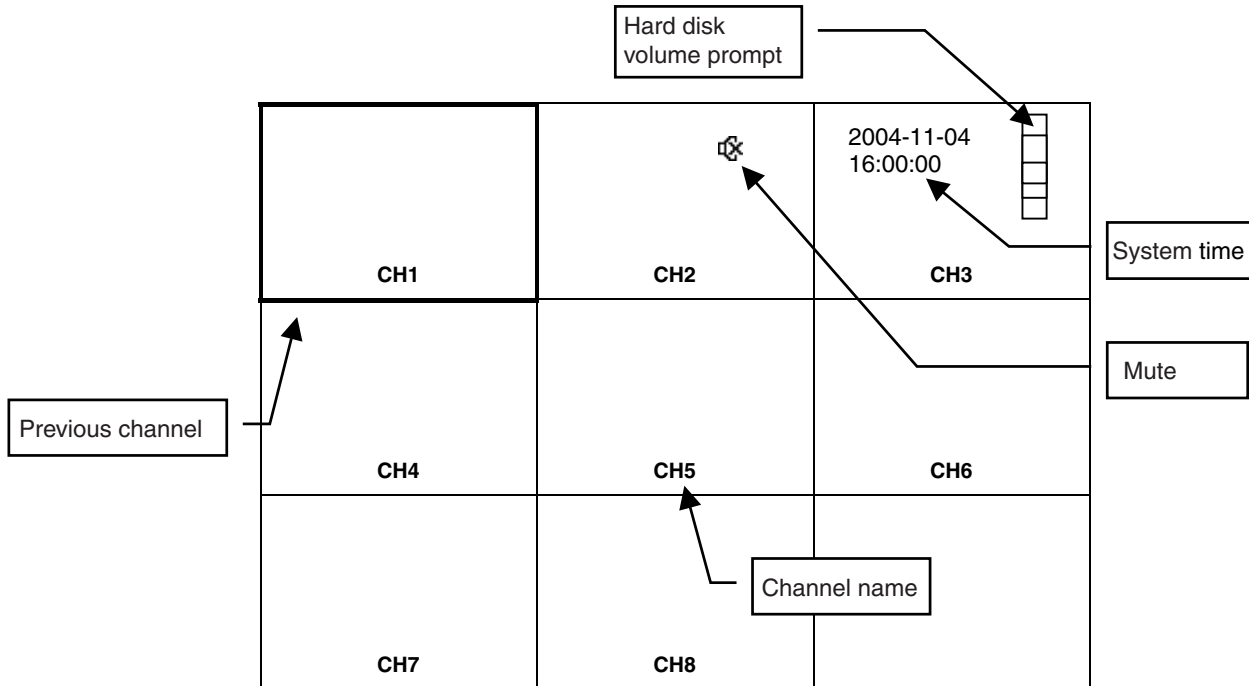 Hard disk
volume prompt
2004-11-04
16:00:00
System time
CH1
CH2
CH3
Mute
Previous channel
CH4
CH5
CH6
Channel name
CH7
CH8